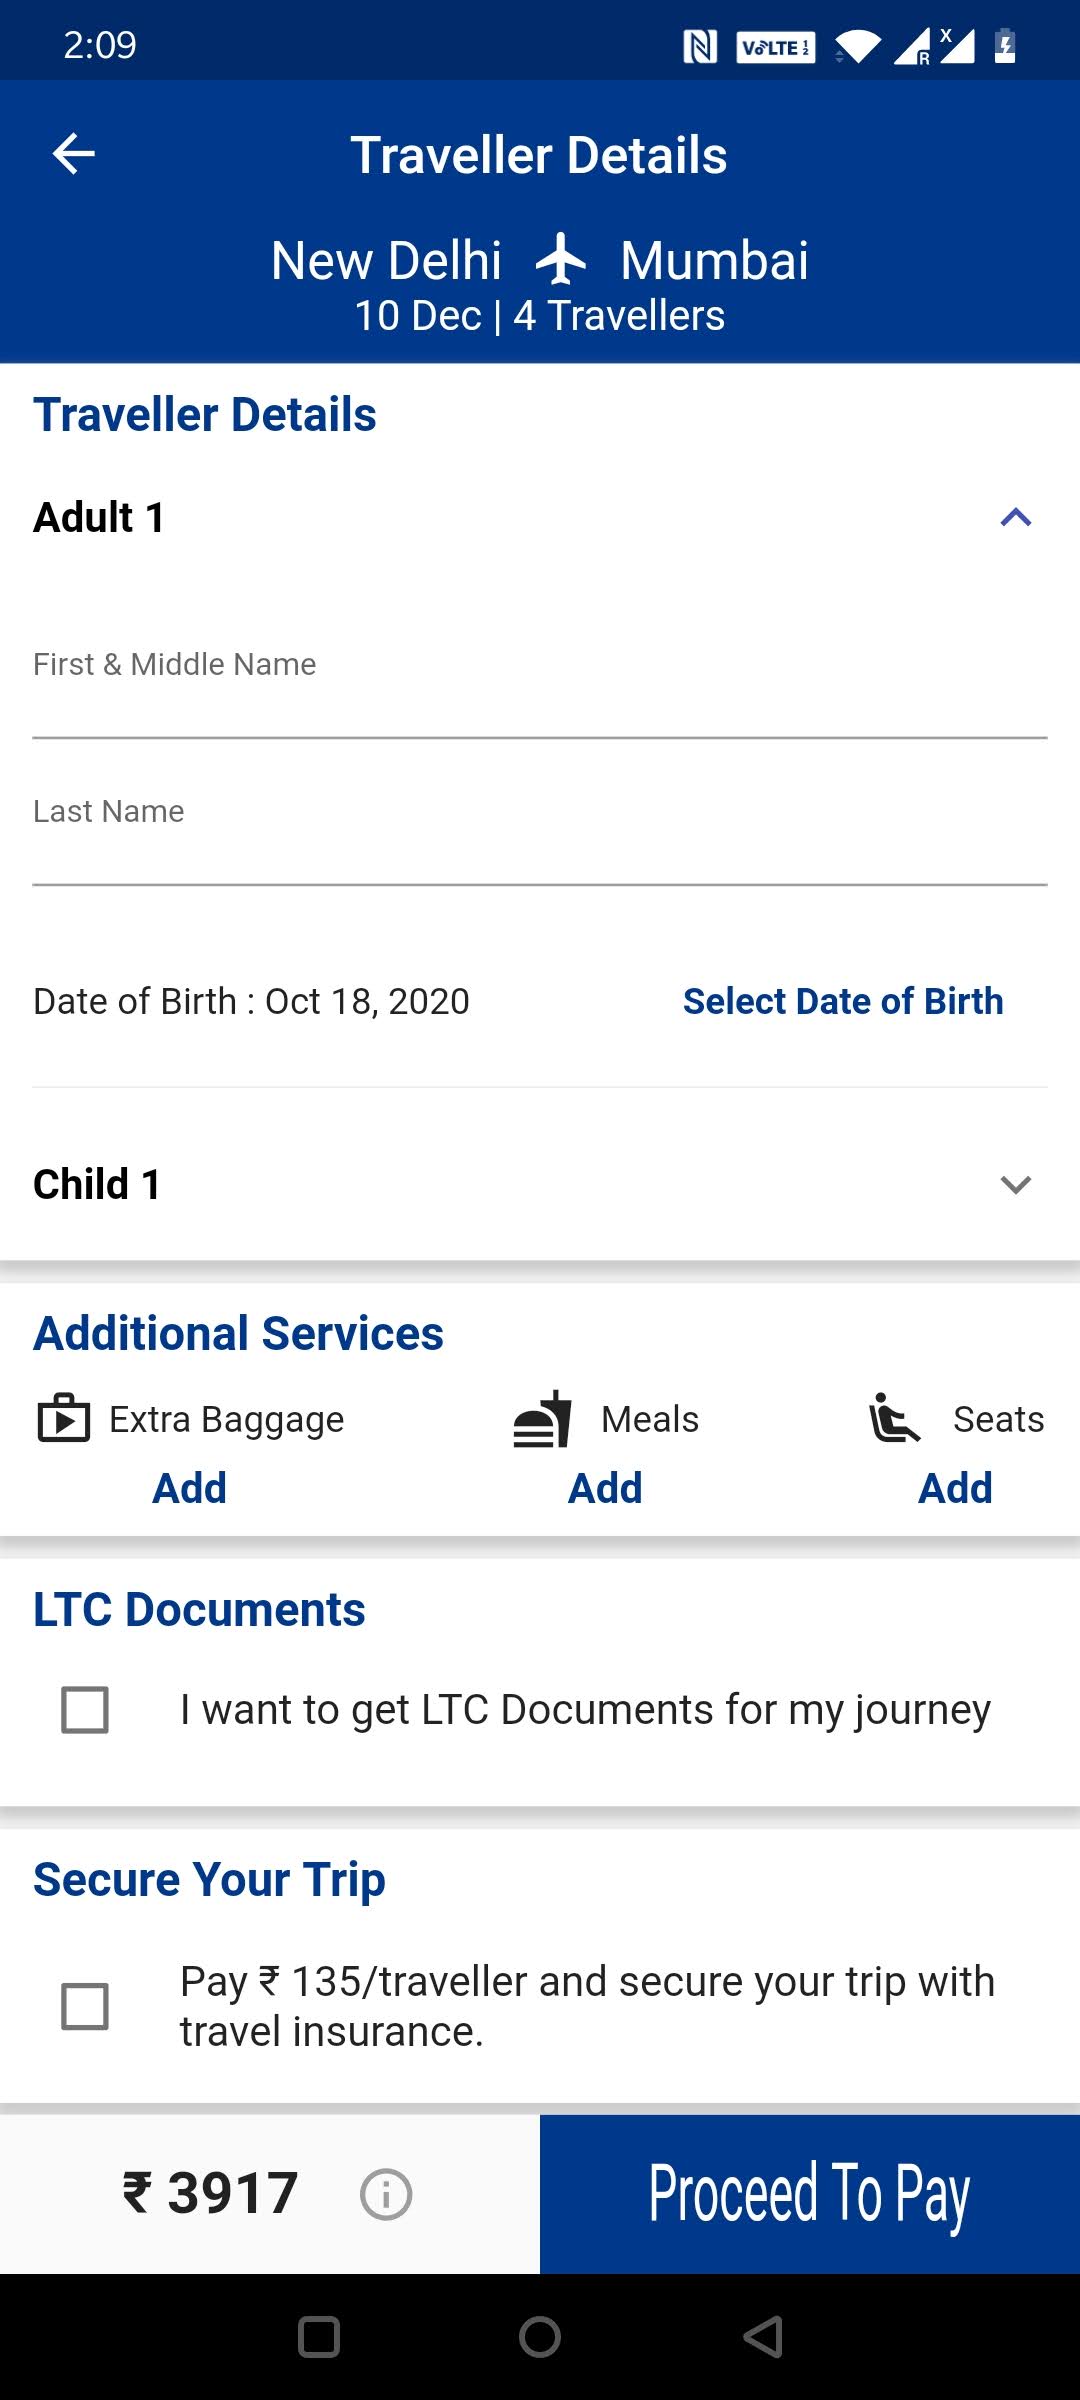 2:09
VoLTE 1 2
R X
Traveller Details
New Delhi Mumbai
10 Dec | 4 Travellers
Traveller Details
Adult 1
First & Middle Name
Last Name
Date of Birth : Oct 18, 2020 Select Date of Birth
Child 1
Additional Services
Extra Baggage Meals Seats
Add Add Add
LTC Documents
I want to get LTC Documents for my journey
Secure Your Trip
Pay ₹ 135/traveller and secure your trip with
travel insurance.
₹ 3917 Proceed To Pay